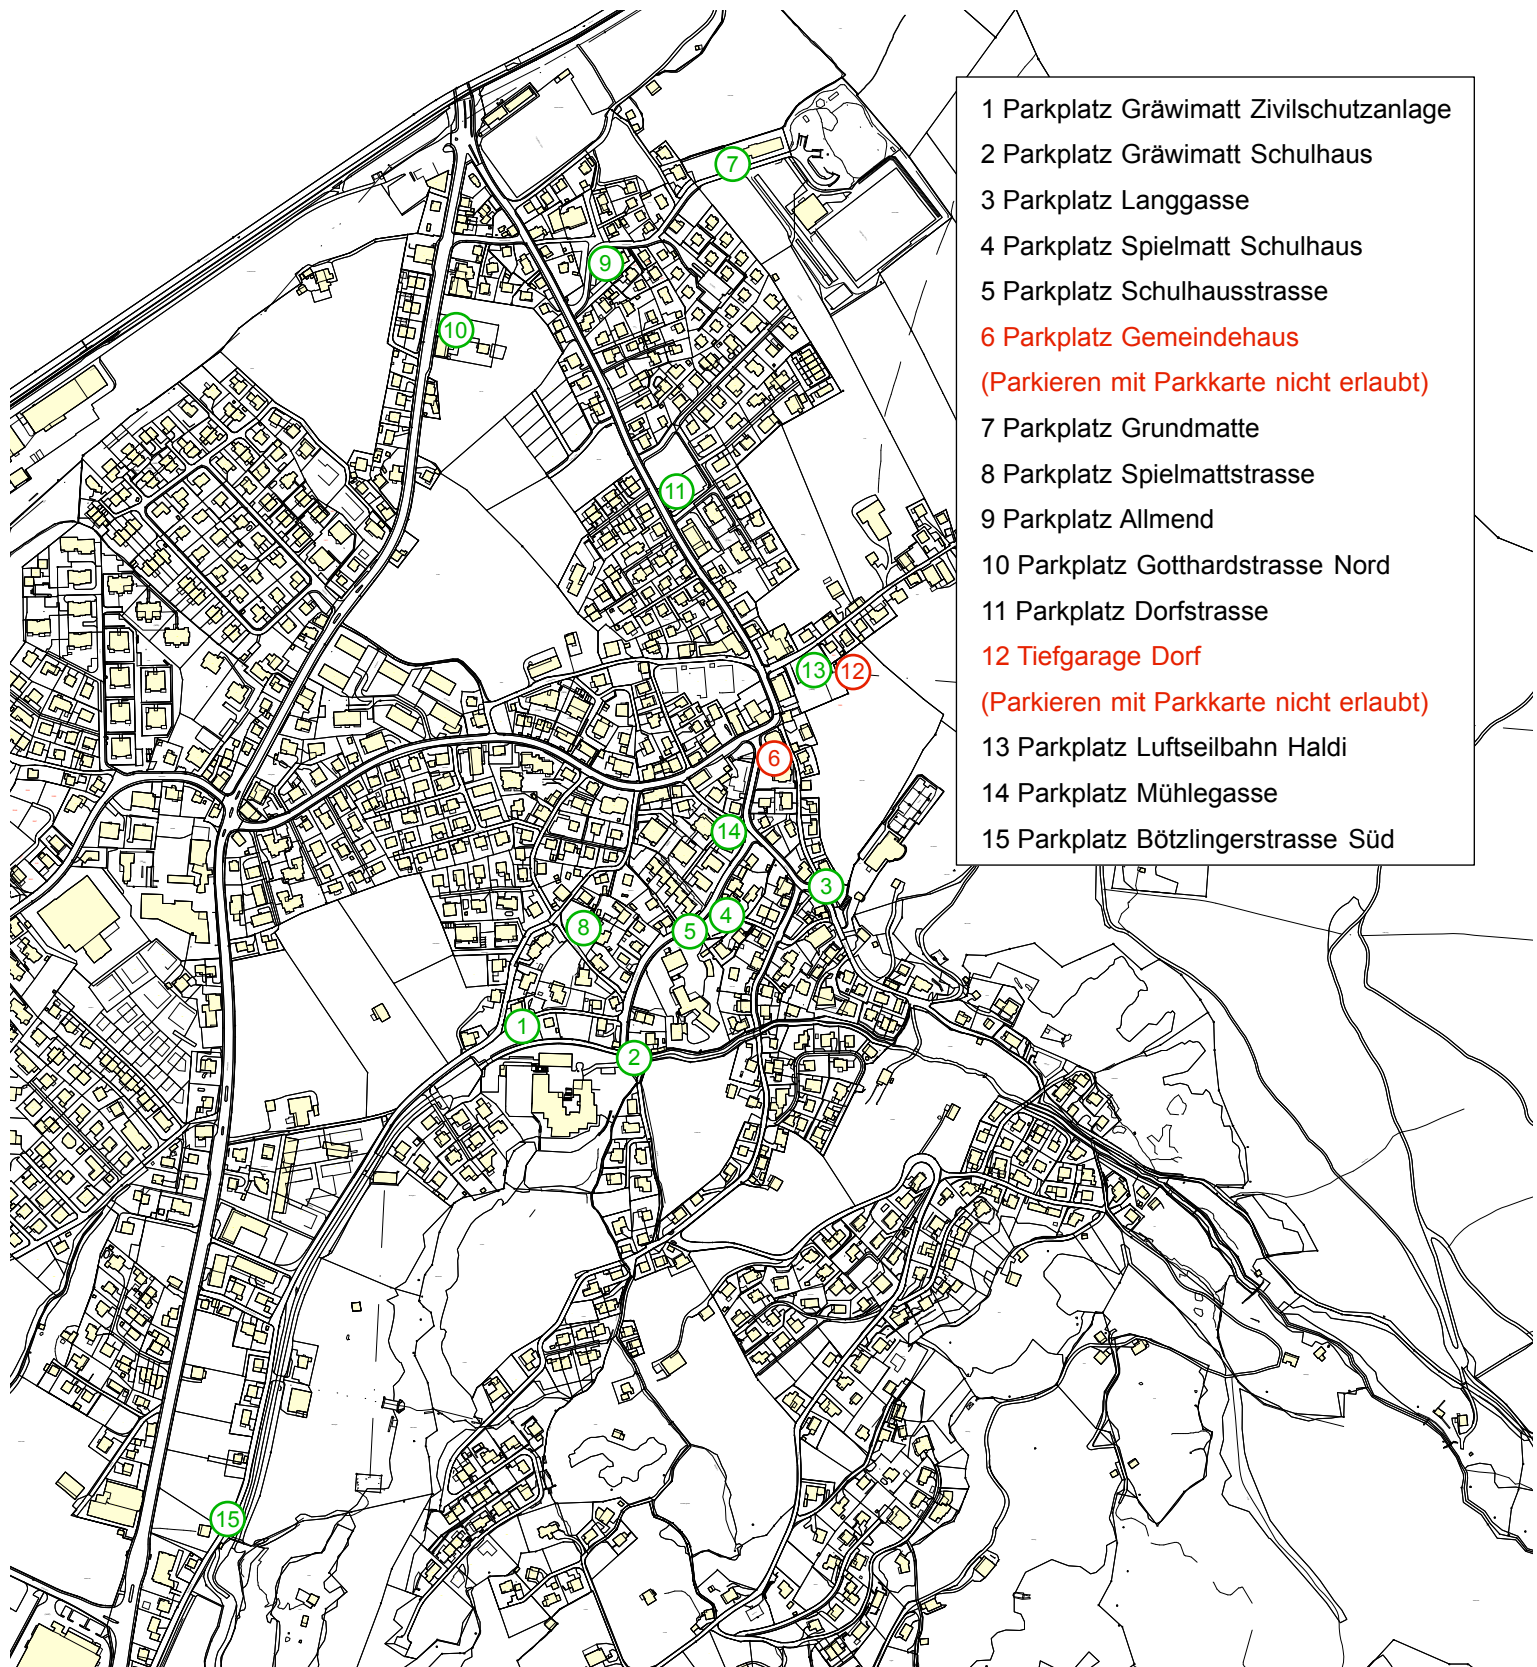 1 Parkplatz Gräwimatt Zivilschutzanlage
2 Parkplatz Gräwimatt Schulhaus
3 Parkplatz Langgasse
4 Parkplatz Spielmatt Schulhaus
5 Parkplatz Schulhausstrasse
6 Parkplatz Gemeindehaus
(Parkieren mit Parkkarte nicht erlaubt)
7 Parkplatz Grundmatte
8 Parkplatz Spielmattstrasse
9 Parkplatz Allmend
10 Parkplatz Gotthardstrasse Nord
11 Parkplatz Dorfstrasse
12 Tiefgarage Dorf
(Parkieren mit Parkkarte nicht erlaubt)
13 Parkplatz Luftseilbahn Haldi
14 Parkplatz Mühlegasse
15 Parkplatz Bötzlingerstrasse Süd
7
9
10
11
13
12
6
14
3
4
5
8
1
2
15